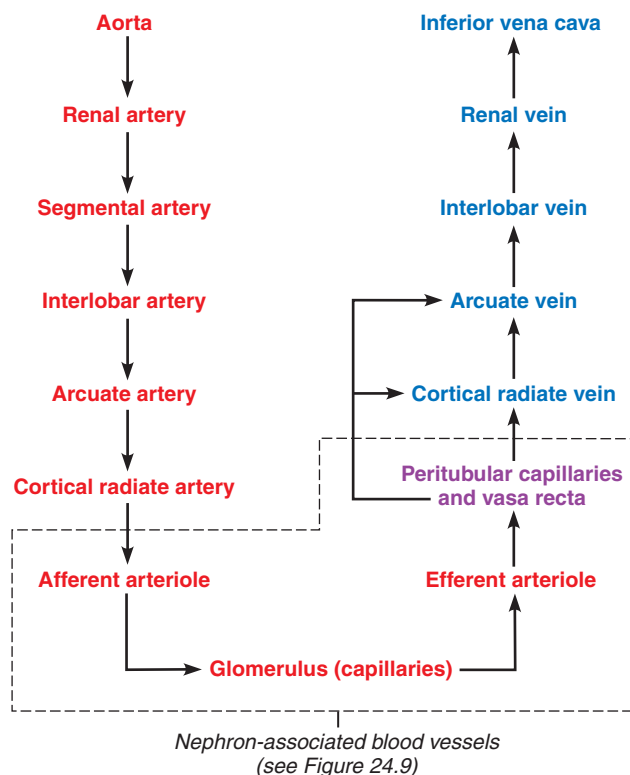 Aorta
Renal artery
Segmental artery
Interlobar artery
Arcuate artery
Cortical radiate artery
Afferent arteriole
Glomerulus (capillaries)
Efferent arteriole
Peritubular capillaries
and vasa recta
Cortical radiate vein
Arcuate vein
Interlobar vein
Renal vein
Inferior vena cava
Nephron-associated blood vessels
(see Figure 24.9)